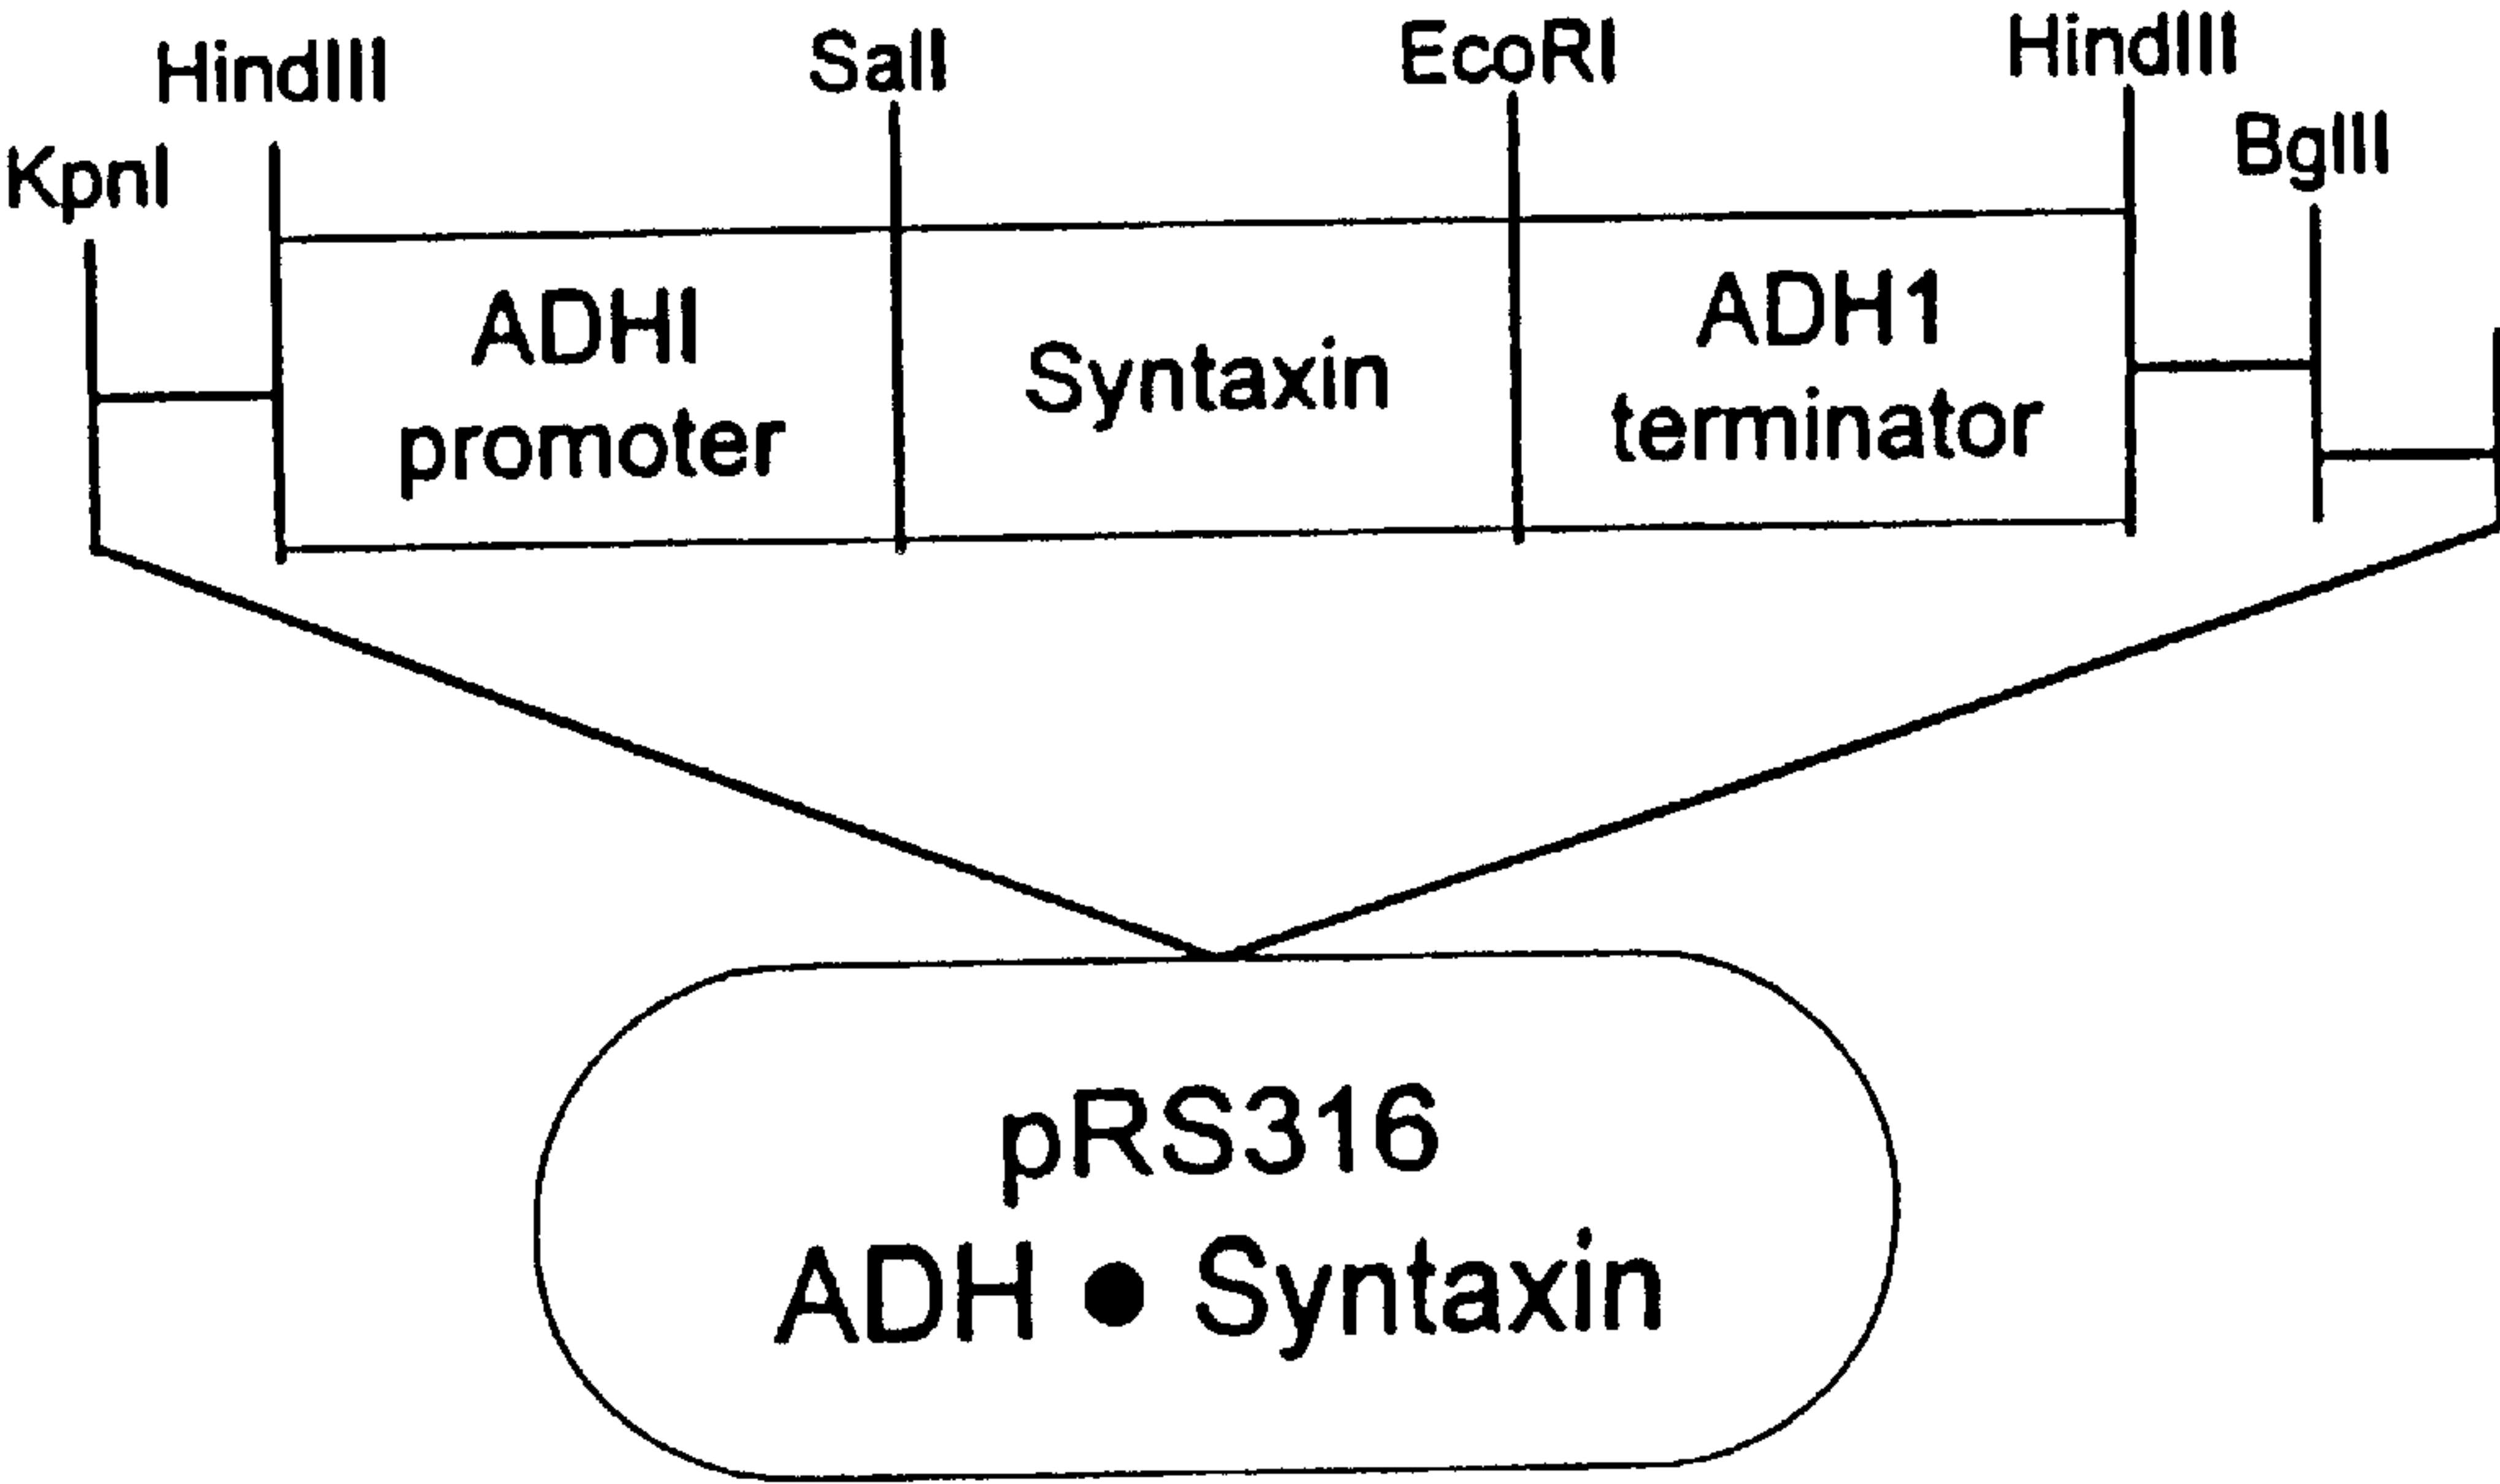 HindIII
SalI
EcoRI
HindIII
KpnI
BglII
ADHI
promoter
Syntaxin
ADH1
terminator
pRS316
ADH ● Syntaxin